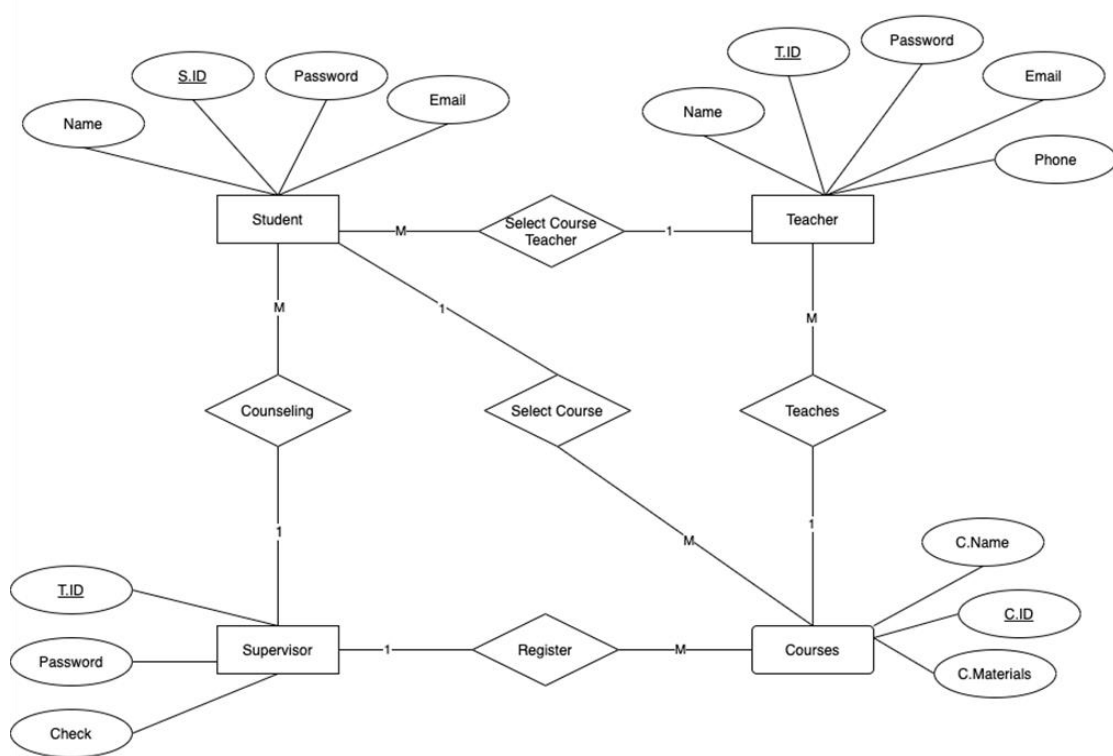 Password
T.ID
S.ID
Password
Email
Email
Name
Name
Phone
Student
M
Select Course
Teacher
1
Teacher
M
1
M
Counseling
Select Course
Teaches
1
M
1
C.Name
T.ID
C.ID
Supervisor
1
Register
M
Courses
Password
C.Materials
Check